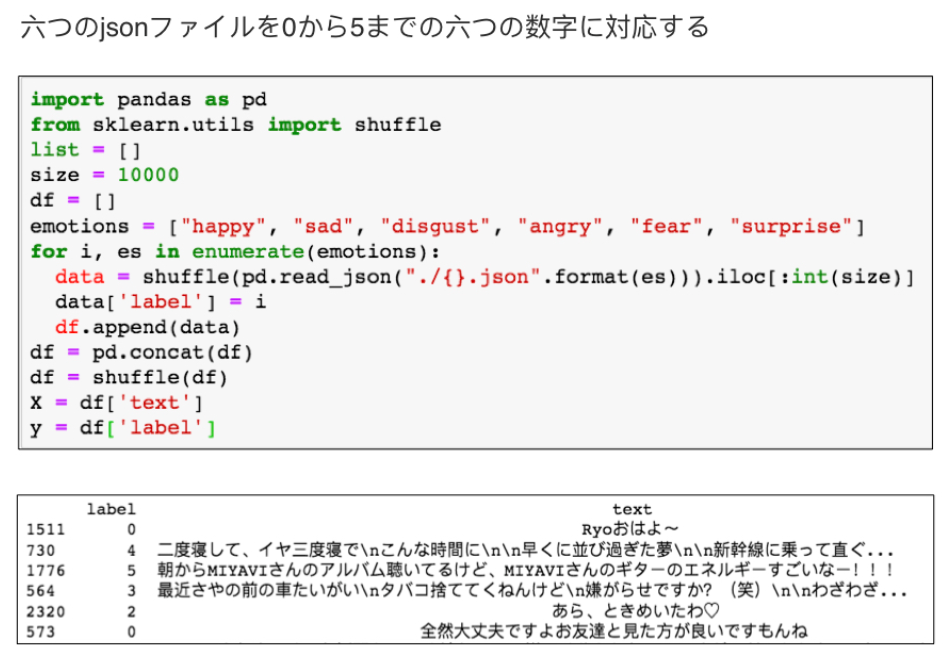 六つのjsonファイルを0から5までの六つの数字に対応する
import pandas as pd
from sklearn.utils import shuffle
list = []
size = 10000
df = []
emotions = ["happy", "sad", "disgust", "angry", "fear", "surprise"]
for i, es in enumerate(emotions):
  data = shuffle(pd.read_json("./{}.json".format(es))).iloc[:int(size)]
  data['label'] = i
  df.append(data)
df = pd.concat(df)
df = shuffle(df)
X = df['text']
y = df['label']
label text
1511 0 Ryoおはよ〜
730 4 二度寝して、イヤ三度寝で\nこんな時間に\n\n早くに並び過ぎた夢\n\n新幹線に乗って直ぐ...
1776 5 朝からMIYAVIさんのアルバム聴いてるけど、MIYAVIさんのギターのエネルギーすごいなー！！！
564 3 最近さやの前の車たいがい\nタバコ捨ててくねんけど\n嫌がらせですか？（笑）\n\nわざわざ...
2320 2 あら、ときめいたわ♡
573 0 全然大丈夫ですよお友達と見た方が良いですもんね